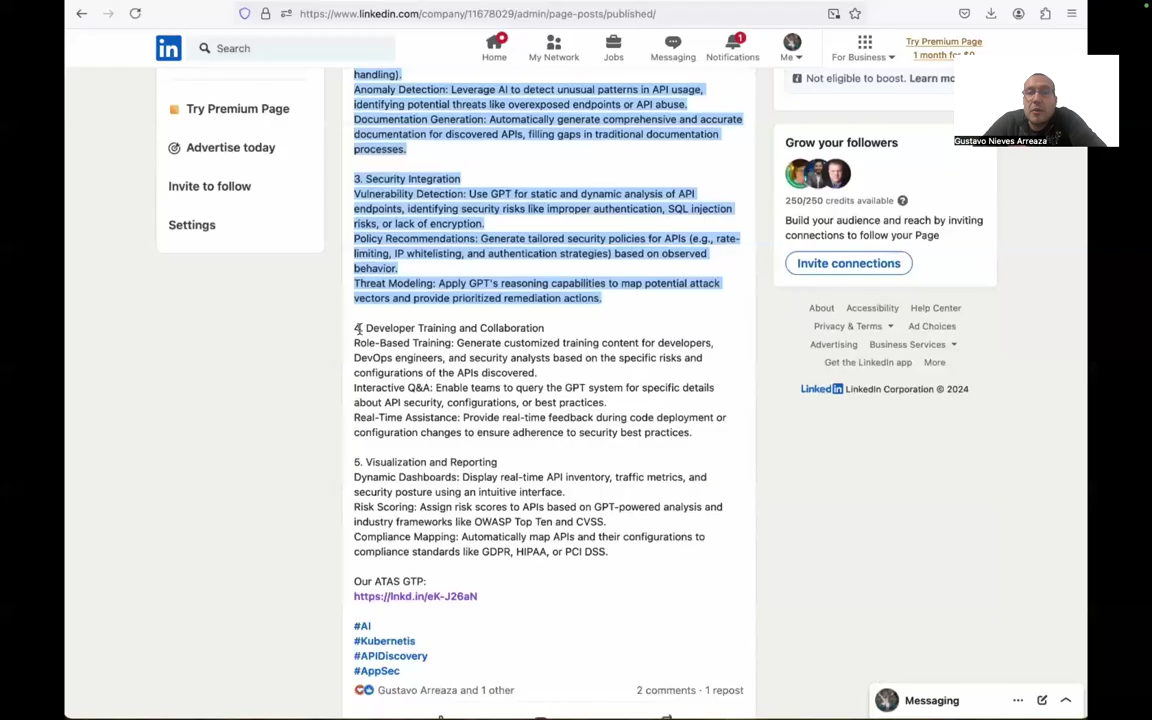 https://www.linkedin.com/company/11678029/admin/page-posts/published/
in
Search
Home
My Network
Jobs
Messaging
1
Notifications
Me
For Business
Try Premium Page
1 month for $0
Try Premium Page
Advertise today
Invite to follow
Settings
handling).
Anomaly Detection: Leverage AI to detect unusual patterns in API usage,
identifying potential threats like overexposed endpoints or API abuse.
Documentation Generation: Automatically generate comprehensive and accurate
documentation for discovered APIs, filling gaps in traditional documentation
processes.
3. Security Integration
Vulnerability Detection: Use GPT for static and dynamic analysis of API
endpoints, identifying security risks like improper authentication, SQL injection
risks, or lack of encryption.
Policy Recommendations: Generate tailored security policies for APIs (e.g., rate-
limiting, IP whitelisting, and authentication strategies) based on observed
behavior.
Threat Modeling: Apply GPT's reasoning capabilities to map potential attack
vectors and provide prioritized remediation actions.
4. Developer Training and Collaboration
Role-Based Training: Generate customized training content for developers,
DevOps engineers, and security analysts based on the specific risks and
configurations of the APIs discovered.
Interactive Q&A: Enable teams to query the GPT system for specific details
about API security, configurations, or best practices.
Real-Time Assistance: Provide real-time feedback during code deployment or
configuration changes to ensure adherence to security best practices.
5. Visualization and Reporting
Dynamic Dashboards: Display real-time API inventory, traffic metrics, and
security posture using an intuitive interface.
Risk Scoring: Assign risk scores to APIs based on GPT-powered analysis and
industry frameworks like OWASP Top Ten and CVSS.
Compliance Mapping: Automatically map APIs and their configurations to
compliance standards like GDPR, HIPAA, or PCI DSS.
Our ATAS GTP:
https://lnkd.in/eK-J26aN
#AI
#Kubernetis
#APIDiscovery
#AppSec
Gustavo Arreaza and 1 other
2 comments · 1 repost
Not eligible to boost. Learn mo
Gustavo Nieves Arreaza
Grow your followers
250/250 credits available
Build your audience and reach by inviting
connections to follow your Page
Invite connections
About Accessibility Help Center
Privacy & Terms Ad Choices
Advertising Business Services
Get the LinkedIn app More
LinkedIn LinkedIn Corporation © 2024
Messaging